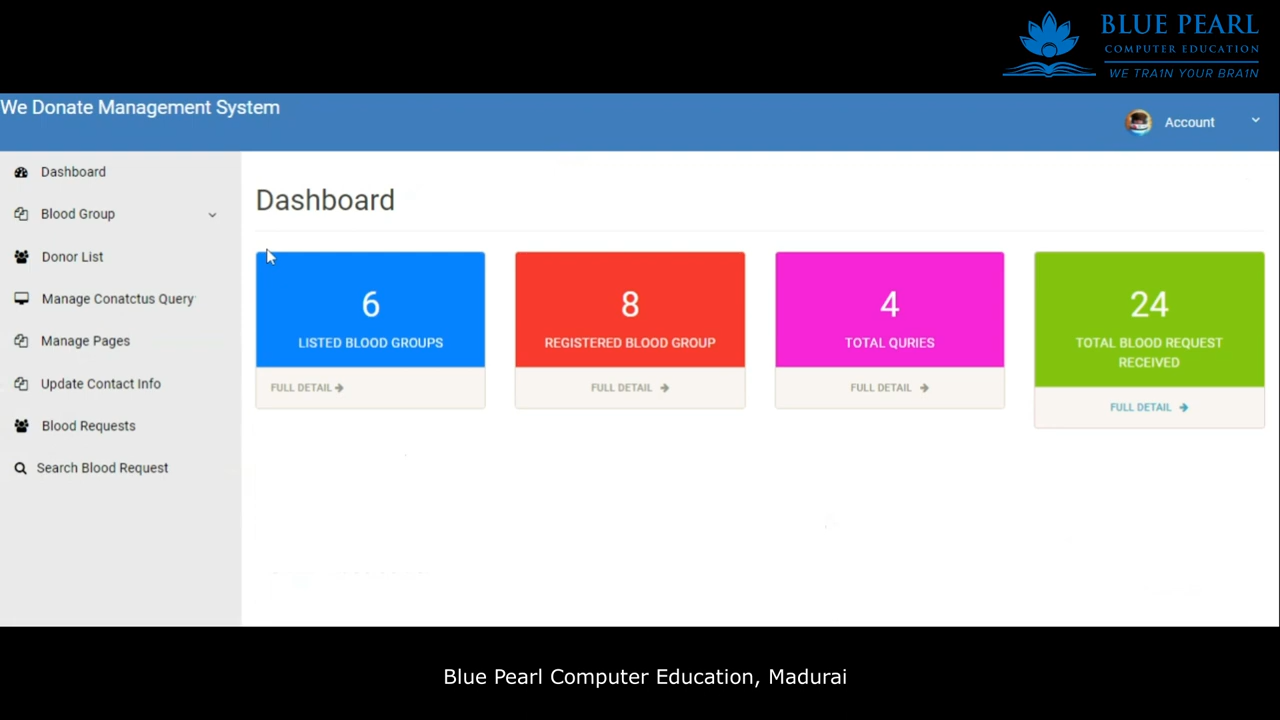 BLUE PEARL
COMPUTER EDUCATION
WE TRA1N YOUR BRA1N
We Donate Management System
Account
Dashboard
Blood Group
Donor List
Manage Conatctus Query
Manage Pages
Update Contact Info
Blood Requests
Search Blood Request
Dashboard
6
LISTED BLOOD GROUPS
FULL DETAIL
8
REGISTERED BLOOD GROUP
FULL DETAIL
4
TOTAL QURIES
FULL DETAIL
24
TOTAL BLOOD REQUEST
RECEIVED
FULL DETAIL
Blue Pearl Computer Education, Madurai